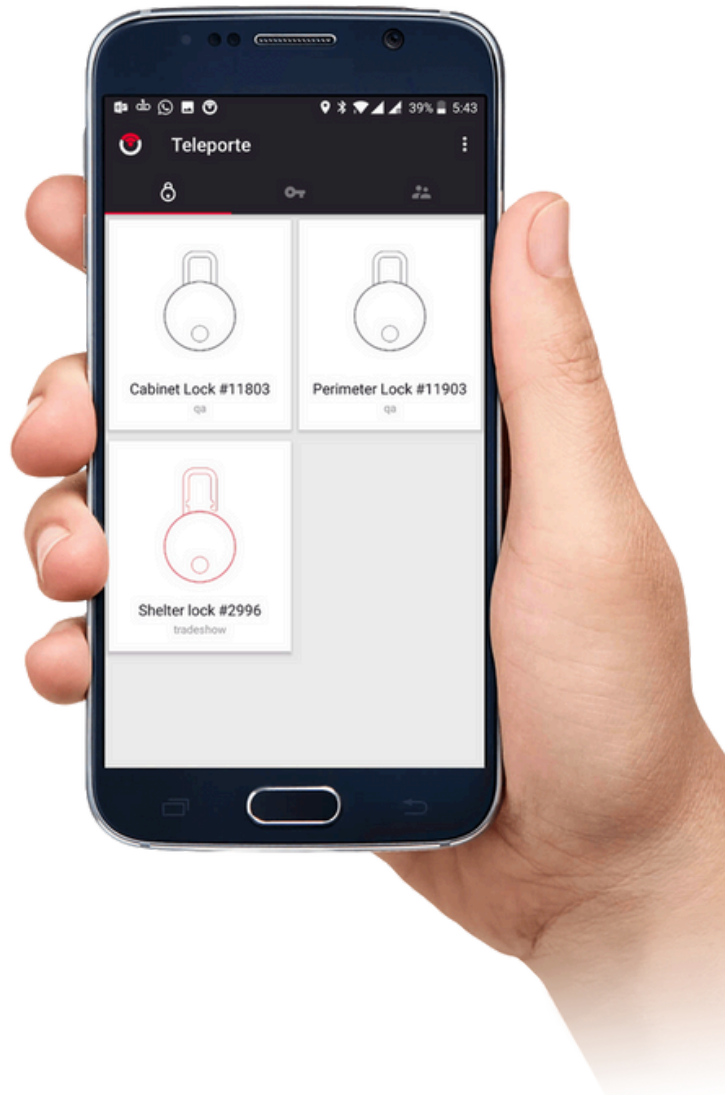 39% 5:43
Teleporte
Cabinet Lock #11803
qa
Perimeter Lock #11903
qa
Shelter lock #2996
tradeshow